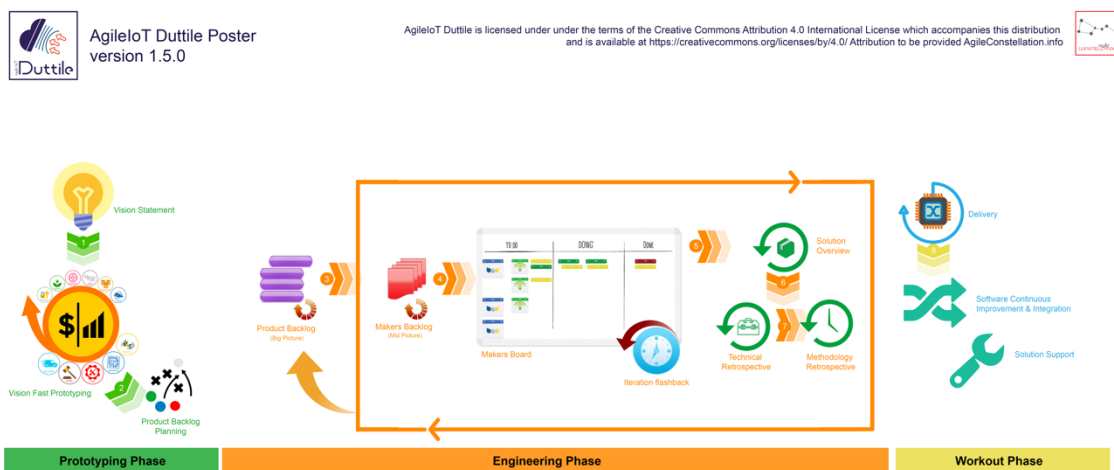 AgileIoT Duttile Poster
version 1.5.0
Duttile
AgileIoT Duttile is licensed under under the terms of the Creative Commons Attribution 4.0 International License which accompanies this distribution
and is available at https://creativecommons.org/licenses/by/4.0/ Attribution to be provided AgileConstellation.info
Vision Statement
1
$
Vision Fast Prototyping
2
Product Backlog
Planning
Product Backlog
(Big Picture)
3
Makers Backlog
(Mid Picture)
4
TO DO
DOING
DONE
Makers Board
Iteration flashback
5
Solution
Overview
6
Technical
Retrospective
7
Methodology
Retrospective
Delivery
8
Software Continuous
Improvement & Integration
Solution Support
Prototyping Phase
Engineering Phase
Workout Phase